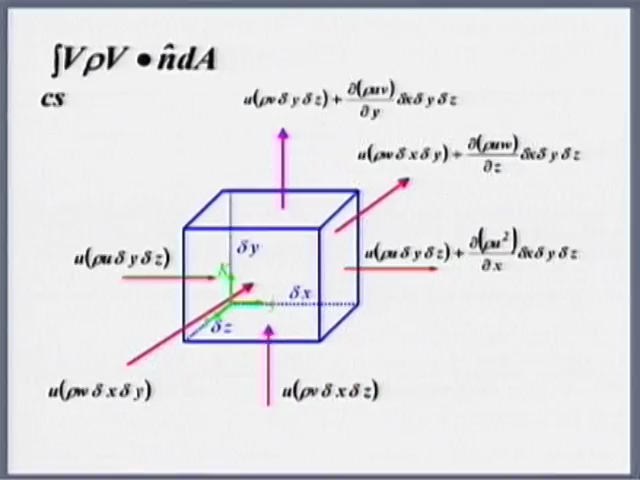 ∫VρV • n̂dA
cs
u(ρvδyδz) + ∂(ρuv)/∂y δxδyδz
u(ρwδxδy) + ∂(ρuw)/∂z δxδyδz
u(ρuδyδz)
δy
u(ρuδyδz) + ∂(ρu²)/∂x δxδyδz
δx
δz
u(ρwδxδy)
u(ρvδxδz)